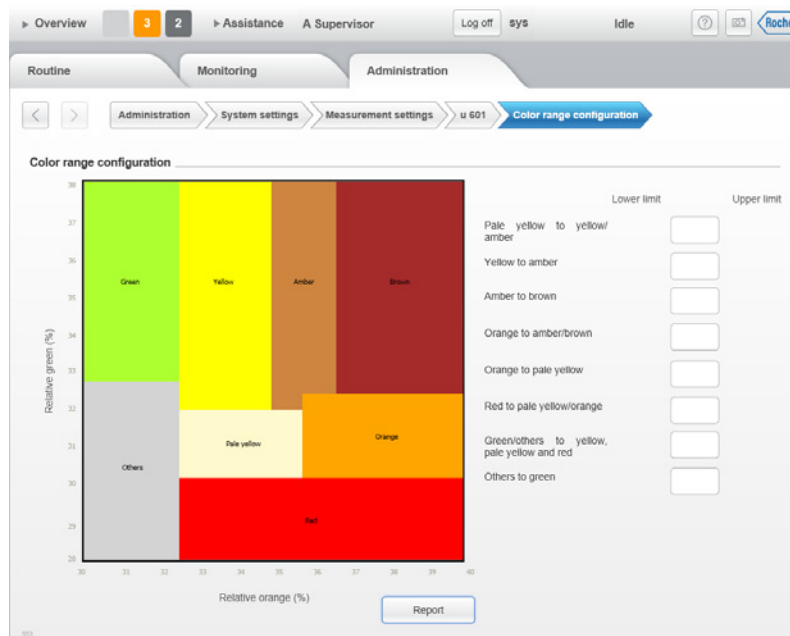 Overview
3
2
Assistance
A Supervisor
Log off
sys
Idle
?
Roche
Routine
Monitoring
Administration
Administration
System settings
Measurement settings
u 601
Color range configuration
Color range configuration
Lower limit
Upper limit
38
37
36
35
34
33
32
31
30
29
28
Relative green (%)
Green
Yellow
Amber
Brown
Others
Pale yellow
Orange
Red
30
31
32
33
34
35
36
37
38
39
40
Relative orange (%)
Pale yellow to yellow/
amber
Yellow to amber
Amber to brown
Orange to amber/brown
Orange to pale yellow
Red to pale yellow/orange
Green/others to yellow,
pale yellow and red
Others to green
Report